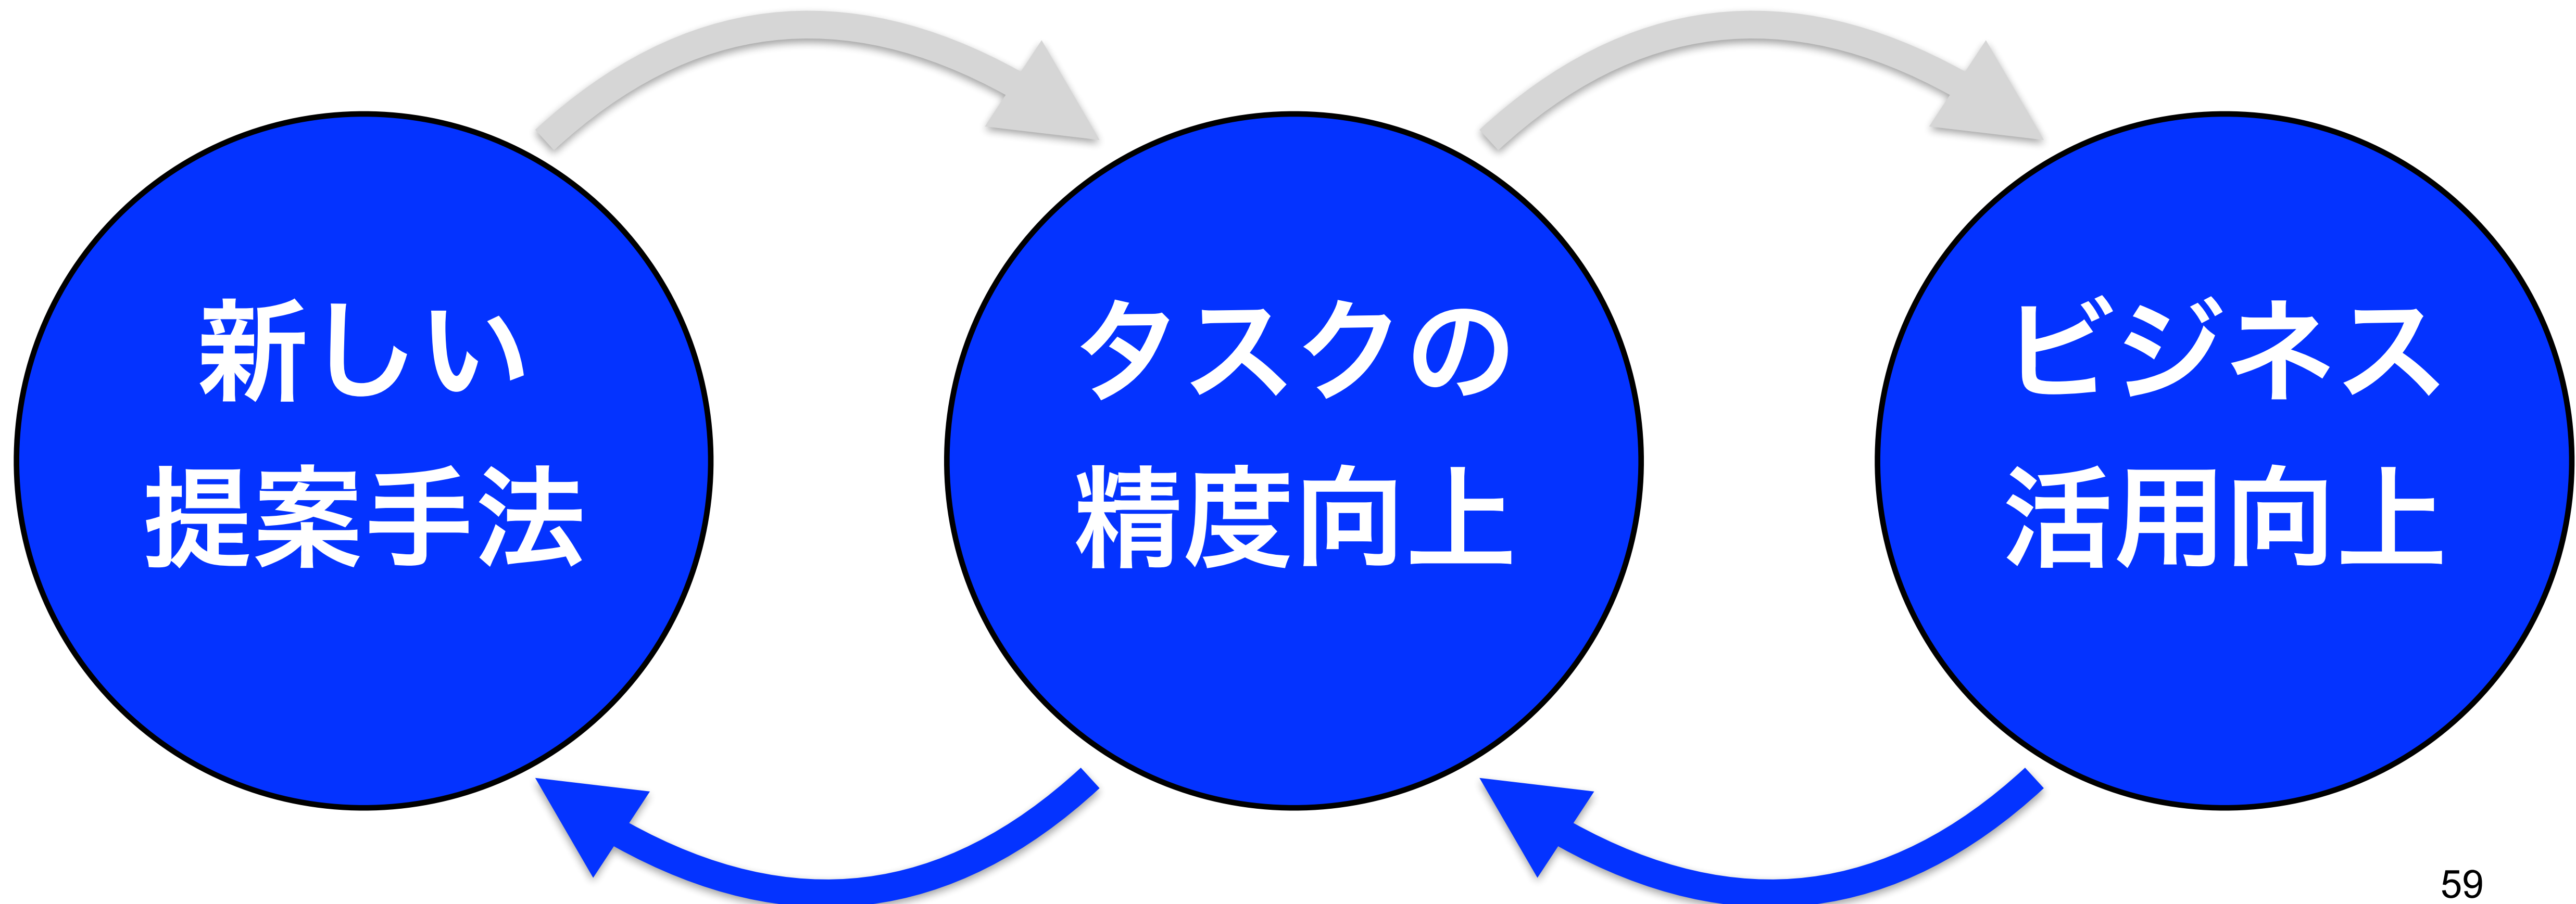 新しい
提案手法
タスクの
精度向上
ビジネス
活用向上
59